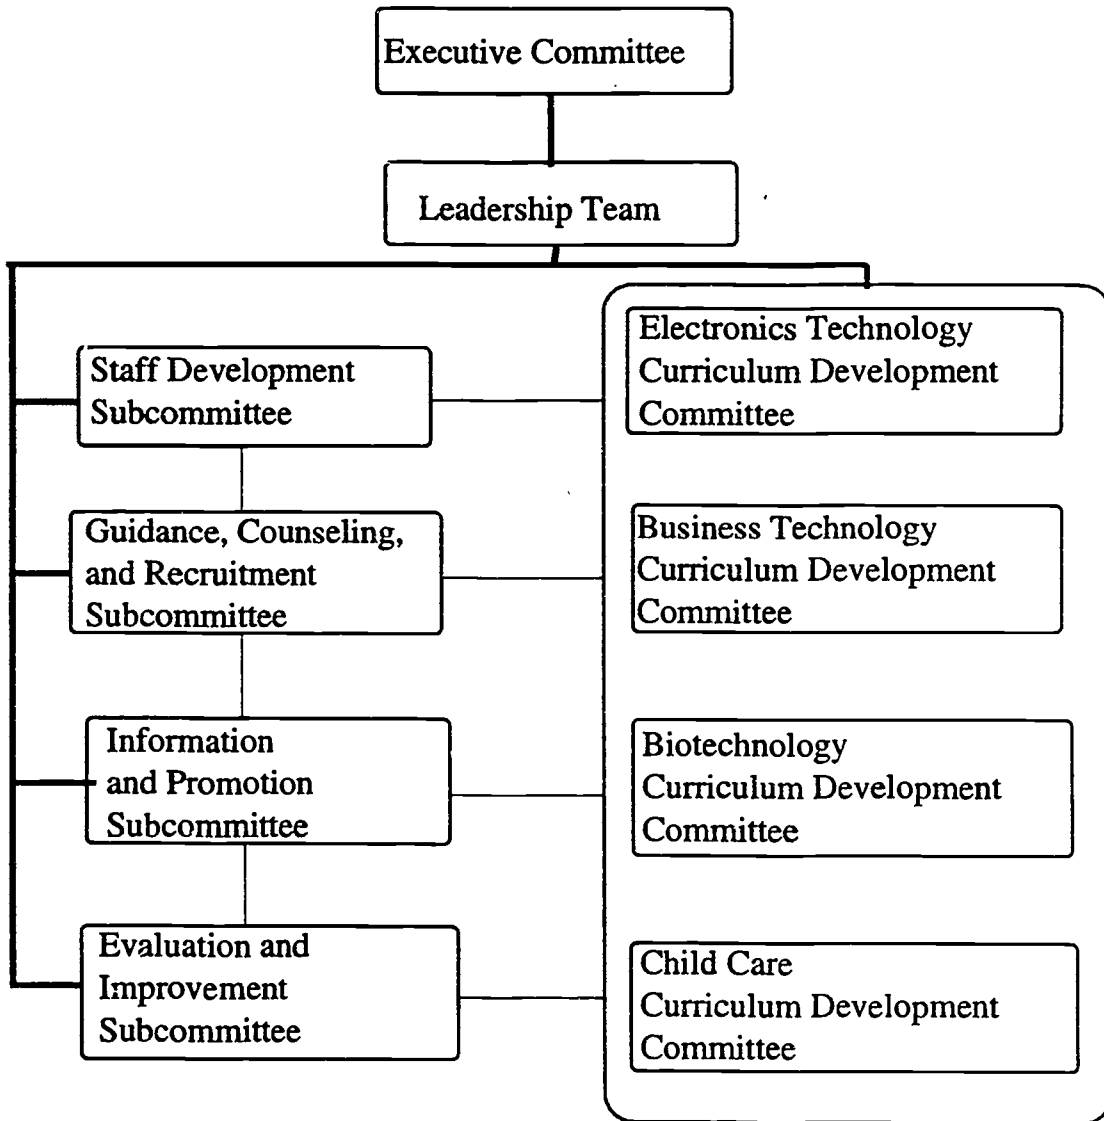 Executive Committee
Leadership Team
Staff Development
Subcommittee
Guidance, Counseling,
and Recruitment
Subcommittee
Information
and Promotion
Subcommittee
Evaluation and
Improvement
Subcommittee
Electronics Technology
Curriculum Development
Committee
Business Technology
Curriculum Development
Committee
Biotechnology
Curriculum Development
Committee
Child Care
Curriculum Development
Committee